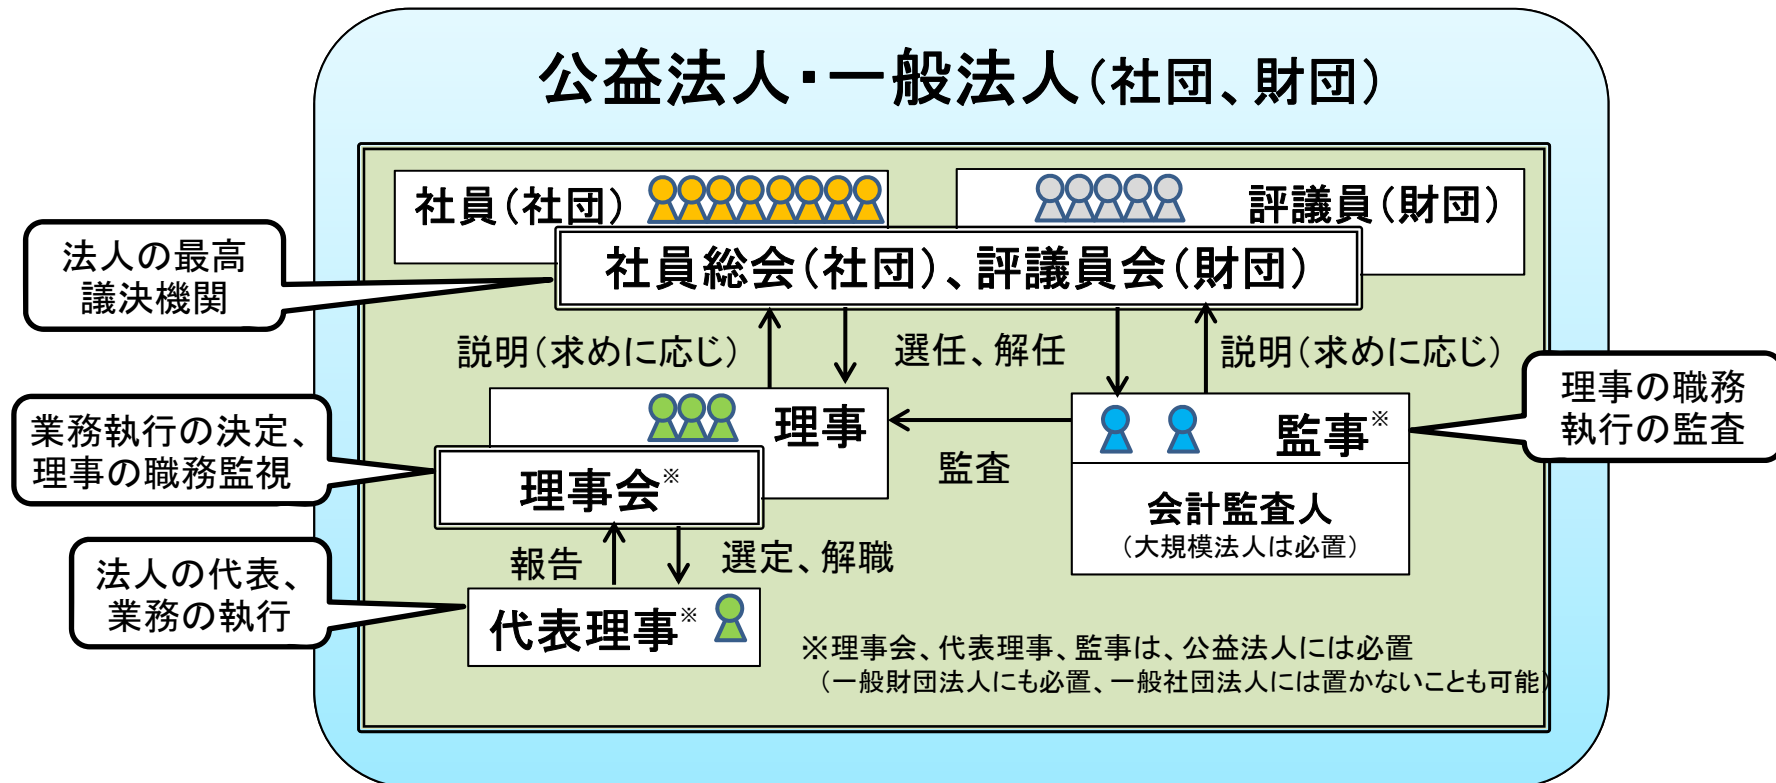 公益法人・一般法人(社団、財団)
社員(社団)
評議員(財団)
社員総会(社団)、評議員会(財団)
法人の最高
議決機関
説明(求めに応じ)
選任、解任
説明(求めに応じ)
理事の職務
執行の監査
業務執行の決定、
理事の職務監視
理事
監事※
監査
理事会※
会計監査人
(大規模法人は必置)
報告
選定、解職
法人の代表、
業務の執行
代表理事※
※理事会、代表理事、監事は、公益法人には必置
(一般財団法人にも必置、一般社団法人には置かないことも可能)